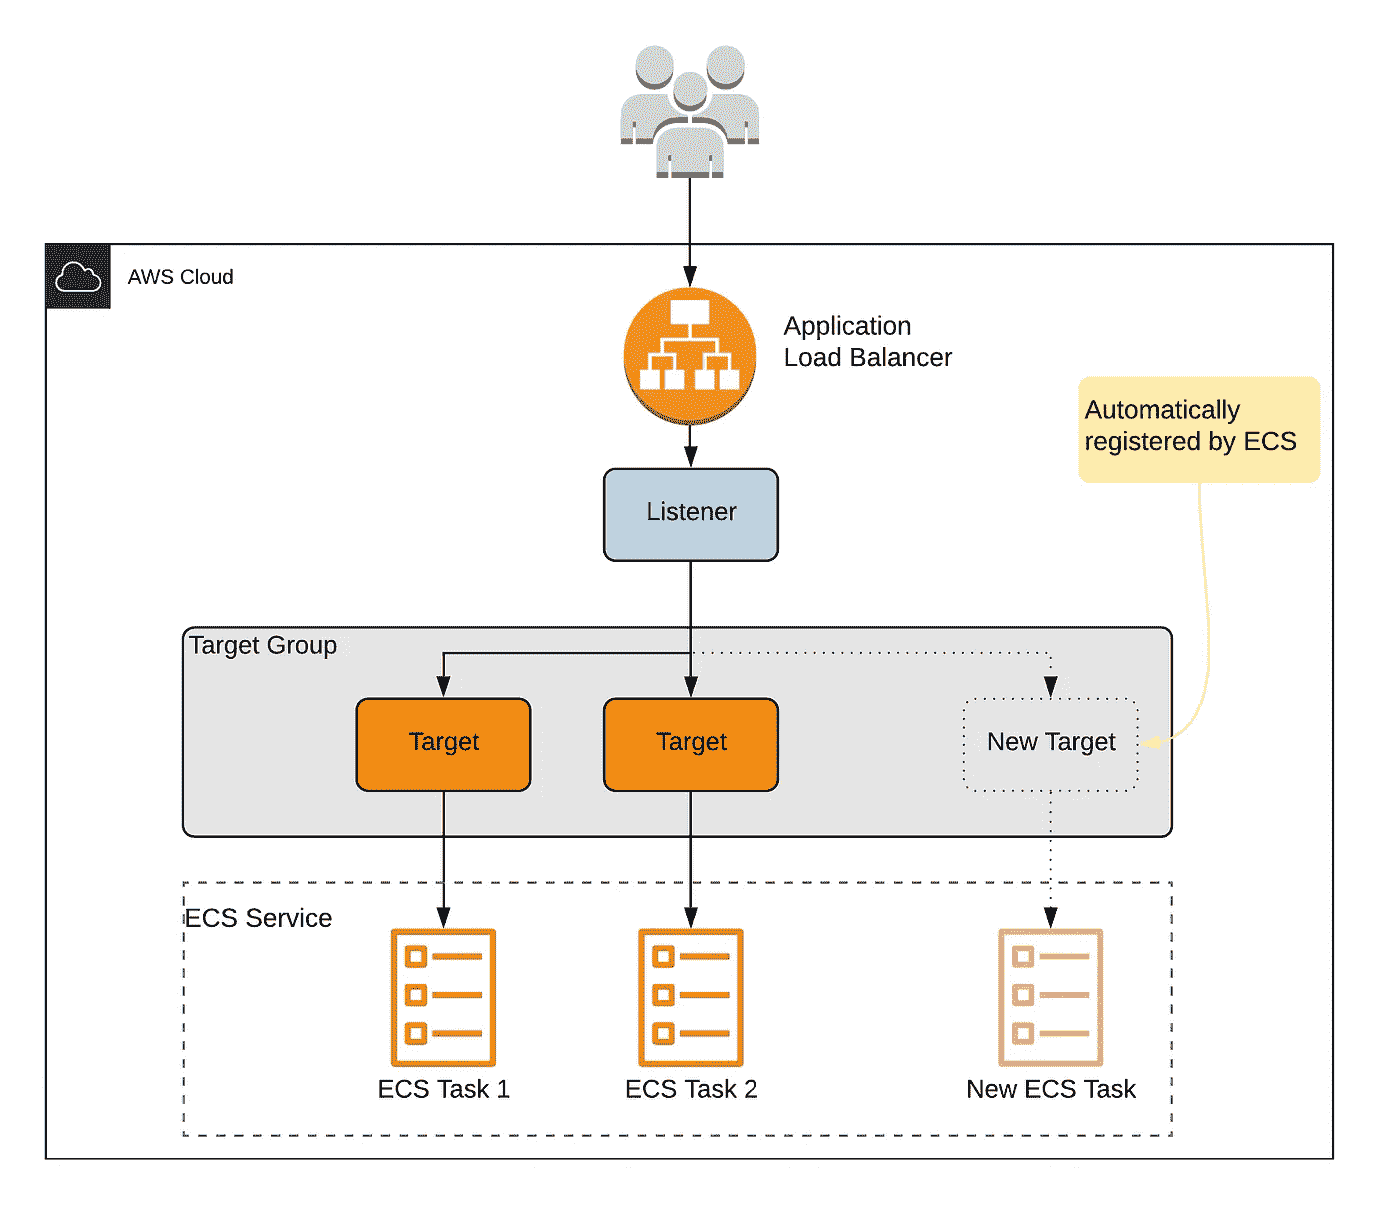 AWS Cloud
Application
Load Balancer
Automatically
registered by ECS
Listener
Target Group
Target
Target
New Target
ECS Service
ECS Task 1
ECS Task 2
New ECS Task